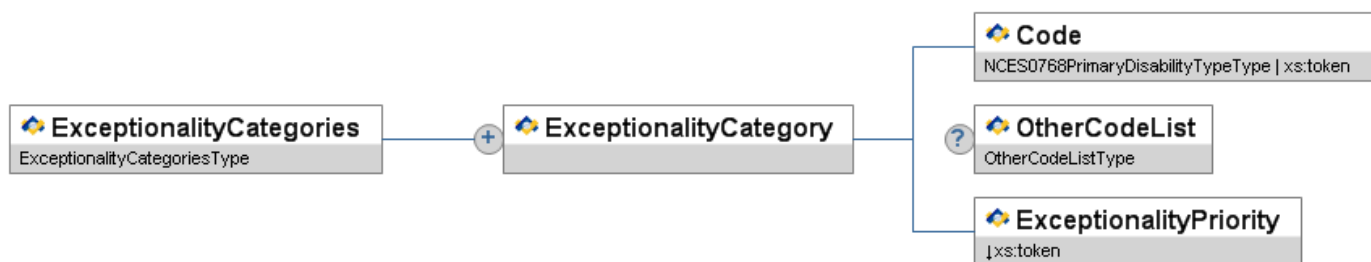 ExceptionalityCategories
ExceptionalityCategoriesType
+
ExceptionalityCategory
Code
NCES0768PrimaryDisabilityTypeType | xs:token
?
OtherCodeList
OtherCodeListType
ExceptionalityPriority
↓xs:token